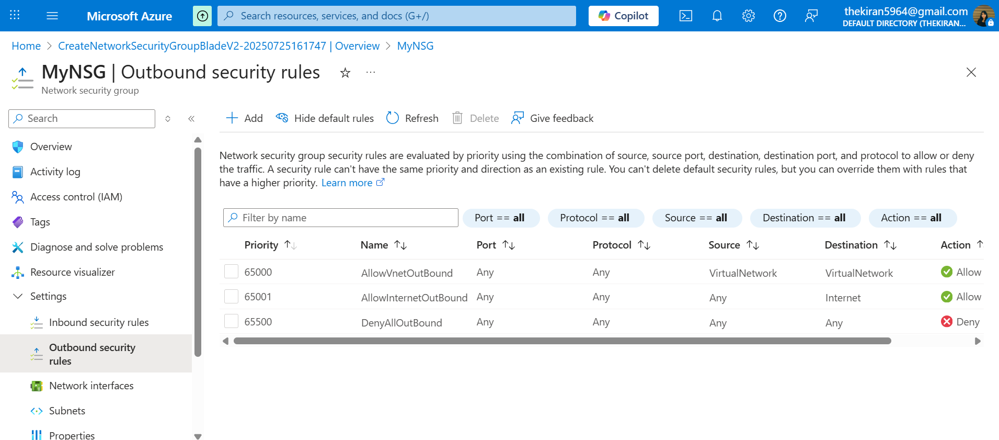 Microsoft Azure
Search resources, services, and docs (G+/)
Copilot
thekiran5964@gmail.com
DEFAULT DIRECTORY (THEKIRAN...
Home > CreateNetworkSecurityGroupBladeV2-20250725161747 | Overview > MyNSG
MyNSG | Outbound security rules
...
Network security group
Search
Overview
Activity log
Access control (IAM)
Tags
Diagnose and solve problems
Resource visualizer
Settings
Inbound security rules
Outbound security
rules
Network interfaces
Subnets
Properties
Add Hide default rules Refresh Delete Give feedback
Network security group security rules are evaluated by priority using the combination of source, source port, destination, destination port, and protocol to allow or deny
the traffic. A security rule can't have the same priority and direction as an existing rule. You can't delete default security rules, but you can override them with rules that
have a higher priority. Learn more
Filter by name Port == all Protocol == all Source == all Destination == all Action == all
Priority Name Port Protocol Source Destination Action
65000 AllowVnetOutBound Any Any VirtualNetwork VirtualNetwork Allow
65001 AllowInternetOutBound Any Any Any Internet Allow
65500 DenyAllOutBound Any Any Any Any Deny